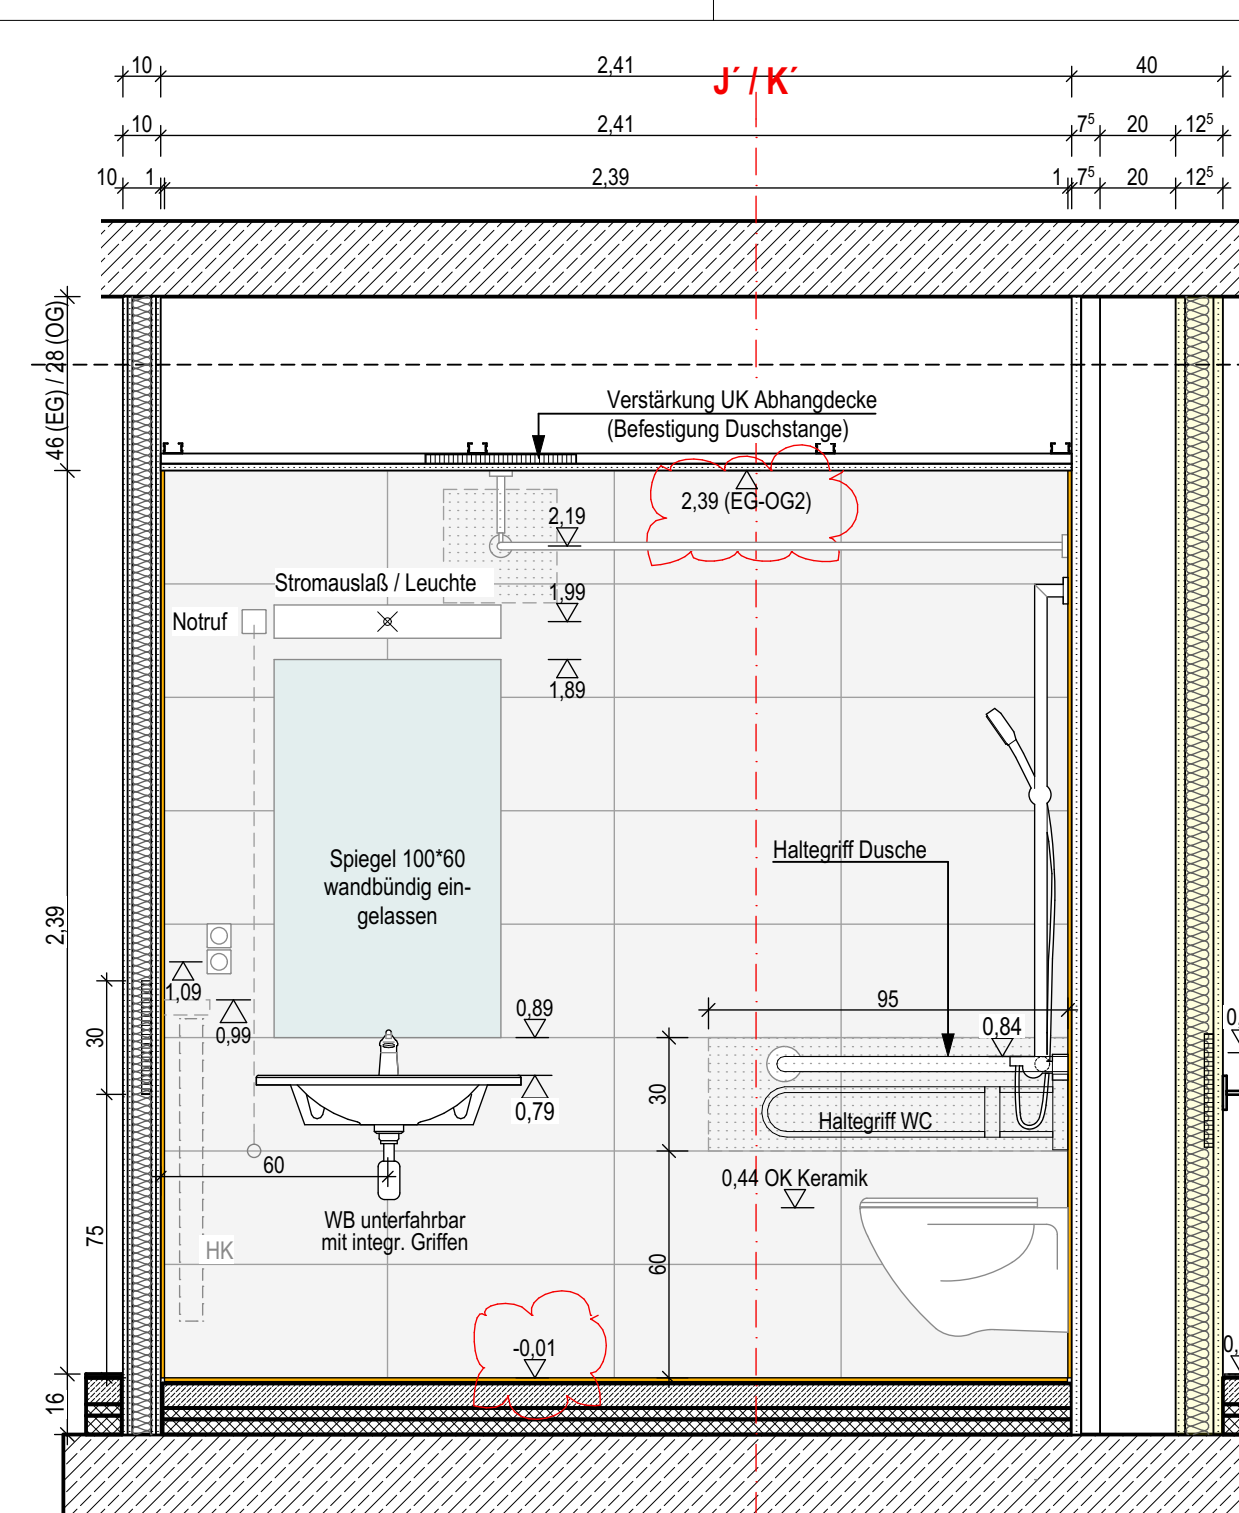 10
2,41
40
J´ / K´
10
2,41
7⁵
20
12⁵
10
1
2,39
1
7⁵
20
12⁵
46 (EG) / 28 (OG)
Verstärkung UK Abhangdecke
(Befestigung Duschstange)
2,39 (EG-OG2)
2,19
Stromauslaß / Leuchte
1,99
Notruf
1,89
Spiegel 100*60
wandbündig ein-
gelassen
Haltegriff Dusche
2,39
1,09
0,99
0,89
95
0,84
30
30
0,79
Haltegriff WC
60
0,44 OK Keramik
WB unterfahrbar
mit integr. Griffen
75
HK
60
-0,01
16